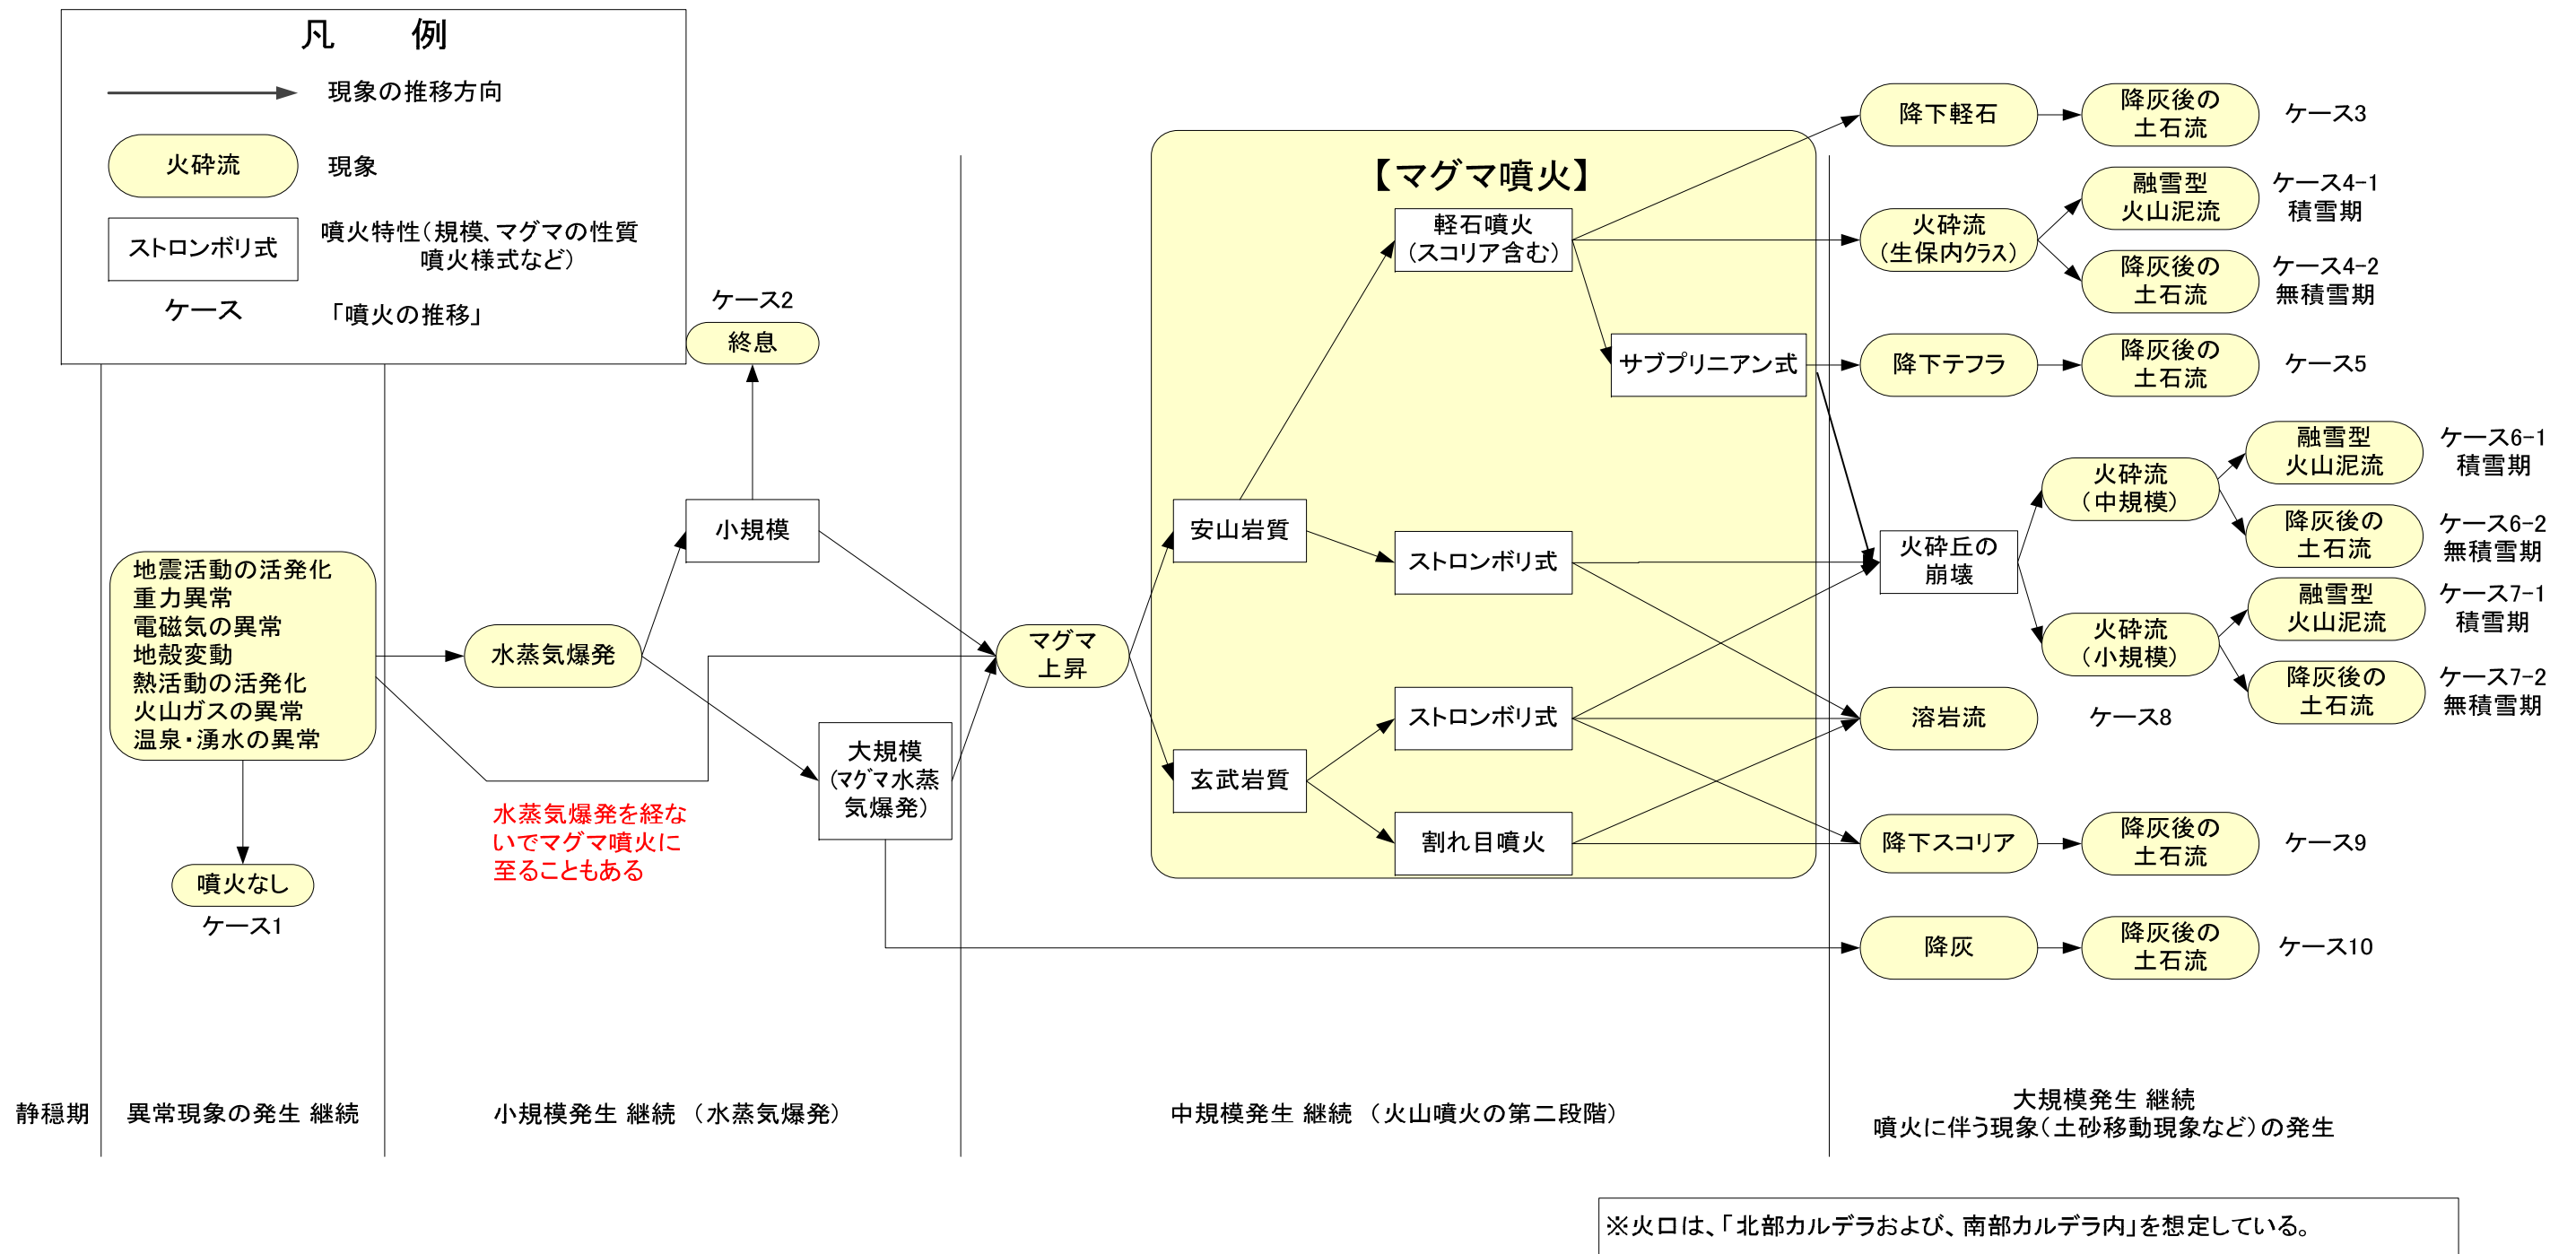 凡　例
現象の推移方向
火砕流
現象
ストロンボリ式
噴火特性（規模、マグマの性質
噴火様式など）
ケース
「噴火の推移」
ケース2
終息
小規模
地震活動の活発化
重力異常
電磁気の異常
地殻変動
熱活動の活発化
火山ガスの異常
温泉・湧水の異常
噴火なし
ケース1
水蒸気爆発
大規模
（ﾏｸﾞﾏ水蒸
気爆発）
水蒸気爆発を経な
いでマグマ噴火に
至ることもある
マグマ
上昇
【マグマ噴火】
軽石噴火
（スコリア含む）
サブプリニアン式
安山岩質
ストロンボリ式
ストロンボリ式
玄武岩質
割れ目噴火
降下軽石
降灰後の
土石流
ケース3
火砕流
（生保内ｸﾗｽ）
融雪型
火山泥流
ケース4-1
積雪期
降灰後の
土石流
ケース4-2
無積雪期
降下テフラ
降灰後の
土石流
ケース5
火砕丘の
崩壊
火砕流
（中規模）
融雪型
火山泥流
ケース6-1
積雪期
降灰後の
土石流
ケース6-2
無積雪期
火砕流
（小規模）
融雪型
火山泥流
ケース7-1
積雪期
降灰後の
土石流
ケース7-2
無積雪期
溶岩流
ケース8
降下スコリア
降灰後の
土石流
ケース9
降灰
降灰後の
土石流
ケース10
静穏期
異常現象の発生 継続
小規模発生 継続 （水蒸気爆発）
中規模発生 継続 （火山噴火の第二段階）
大規模発生 継続
噴火に伴う現象（土砂移動現象など）の発生
※火口は、「北部カルデラおよび、南部カルデラ内」を想定している。